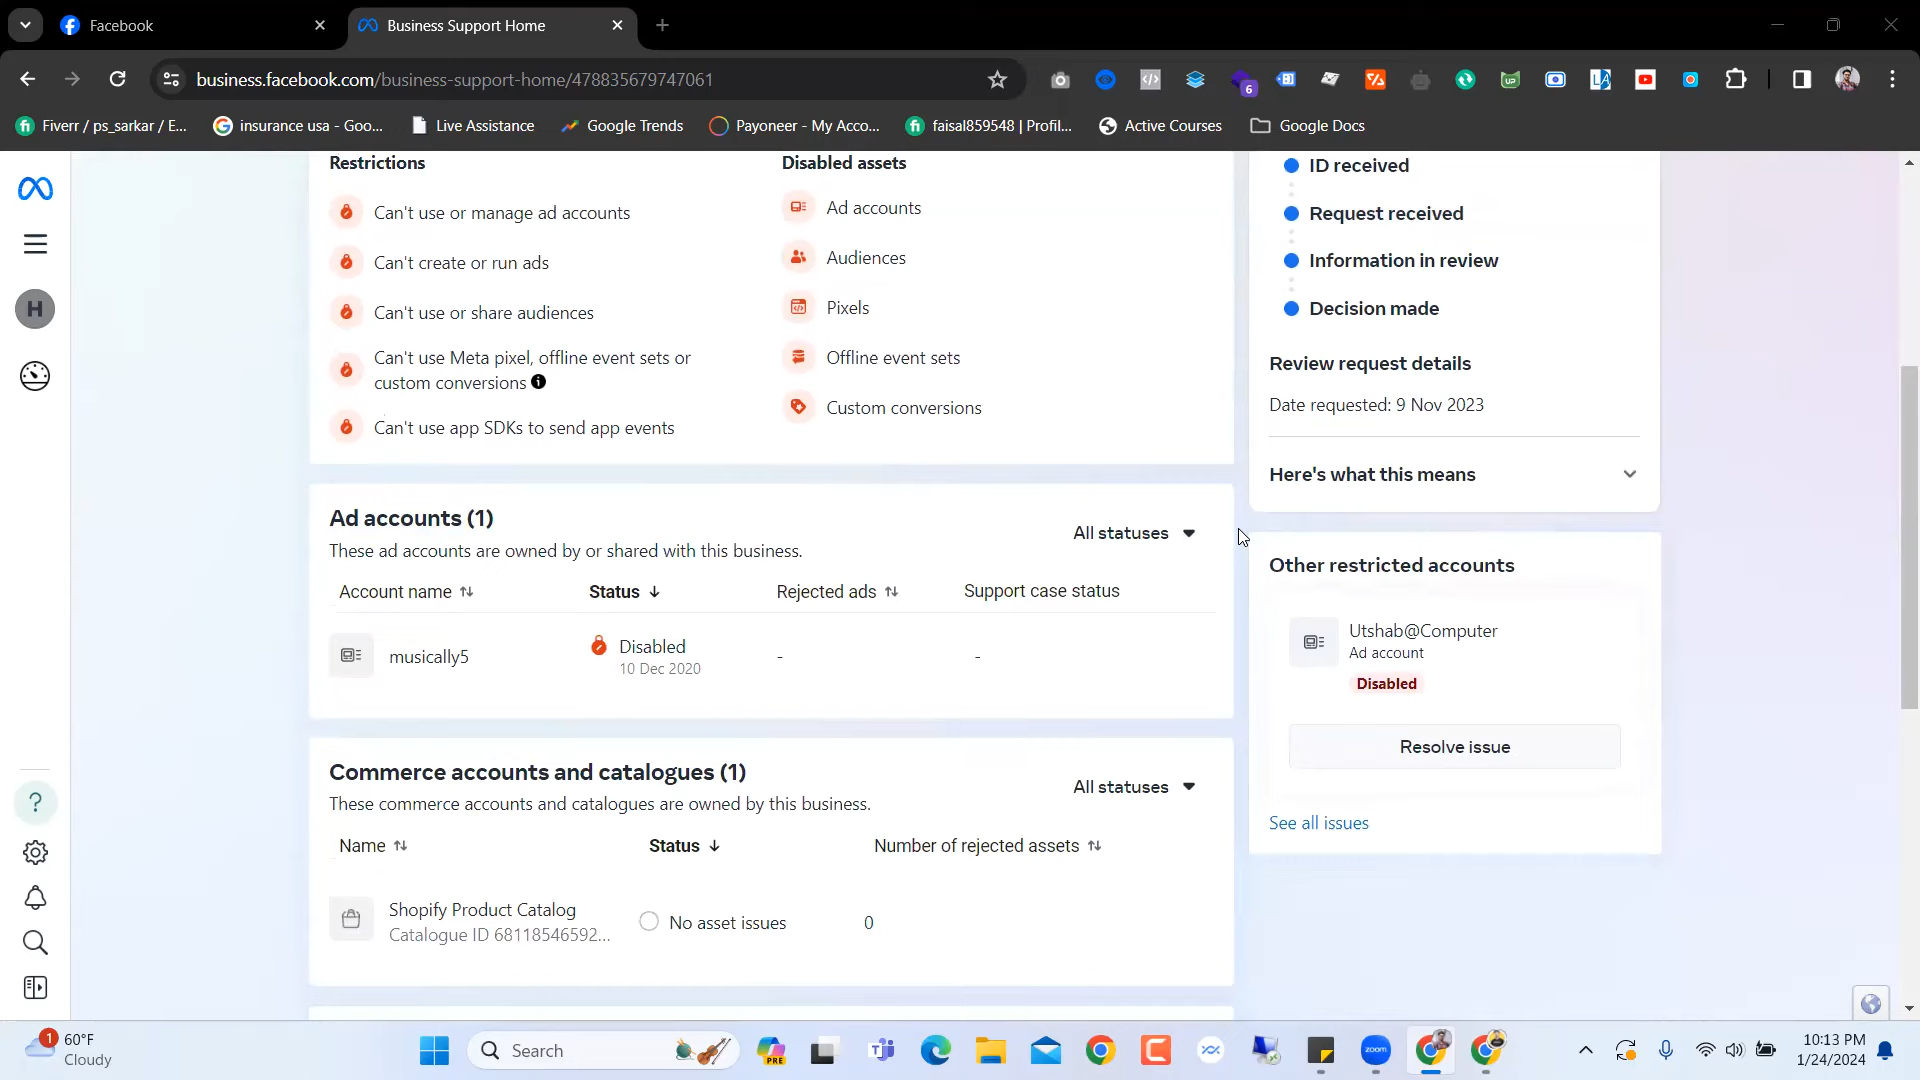 Facebook
Business Support Home
business.facebook.com/business-support-home/478835679747061
6
Fiverr / ps_sarkar / E...
insurance usa - Goo...
Live Assistance
Google Trends
Payoneer - My Acco...
faisal859548 | Profil...
Active Courses
Google Docs
H
Restrictions
Can't use or manage ad accounts
Can't create or run ads
Can't use or share audiences
Can't use Meta pixel, offline event sets or
custom conversions
Can't use app SDKs to send app events
Disabled assets
Ad accounts
Audiences
Pixels
Offline event sets
Custom conversions
ID received
Request received
Information in review
Decision made
Review request details
Date requested: 9 Nov 2023
Here's what this means
Ad accounts (1)
These ad accounts are owned by or shared with this business.
All statuses
Account name
Status
Rejected ads
Support case status
musically5
Disabled
10 Dec 2020
-
-
Commerce accounts and catalogues (1)
These commerce accounts and catalogues are owned by this business.
All statuses
Name
Status
Number of rejected assets
Shopify Product Catalog
Catalogue ID 68118546592...
No asset issues
0
Other restricted accounts
Utshab@Computer
Ad account
Disabled
Resolve issue
See all issues
1
60°F
Cloudy
Search
PRE
zoom
10:13 PM
1/24/2024